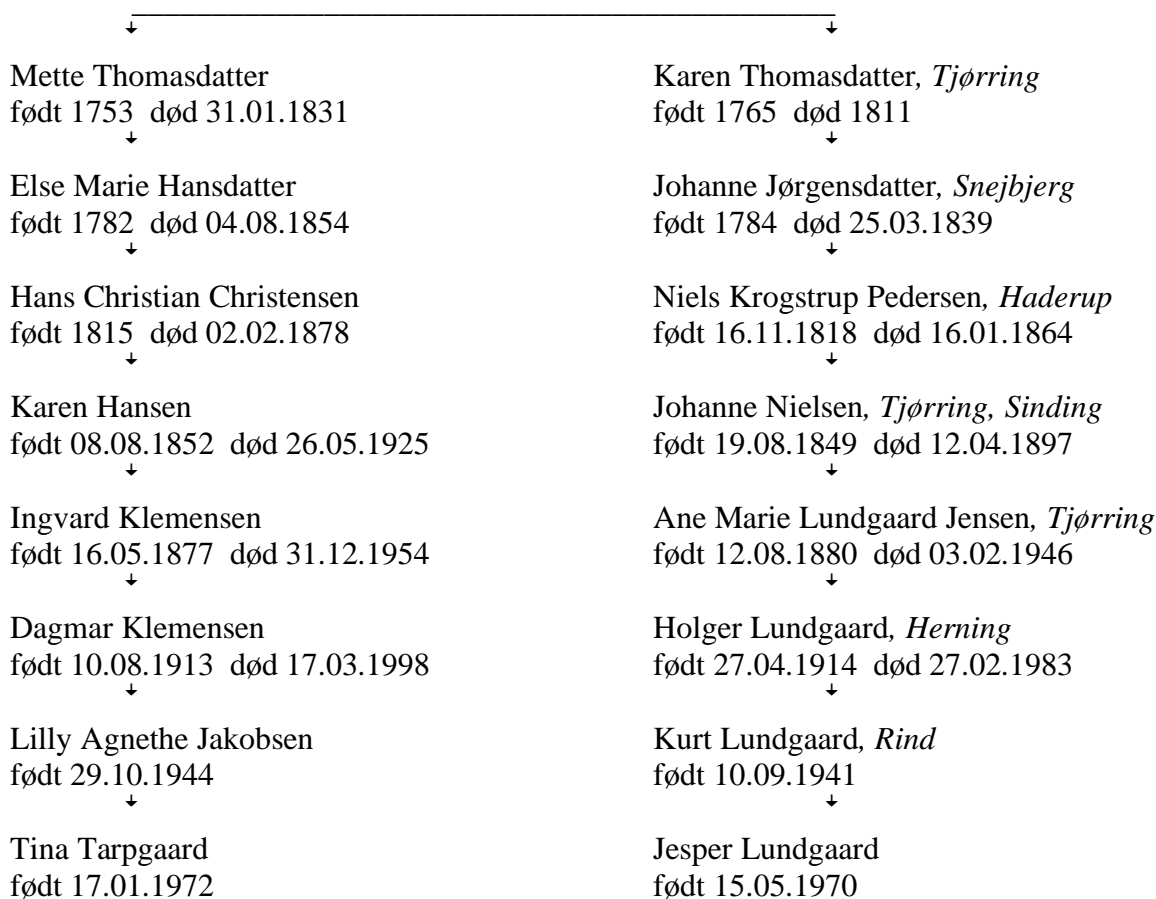 Mette Thomasdatter
født 1753  død 31.01.1831
Else Marie Hansdatter
født 1782  død 04.08.1854
Hans Christian Christensen
født 1815  død 02.02.1878
Karen Hansen
født 08.08.1852  død 26.05.1925
Ingvard Klemensen
født 16.05.1877  død 31.12.1954
Dagmar Klemensen
født 10.08.1913  død 17.03.1998
Lilly Agnethe Jakobsen
født 29.10.1944
Tina Tarpgaard
født 17.01.1972
Karen Thomasdatter, Tjørring
født 1765  død 1811
Johanne Jørgensdatter, Snejbjerg
født 1784  død 25.03.1839
Niels Krogstrup Pedersen, Haderup
født 16.11.1818  død 16.01.1864
Johanne Nielsen, Tjørring, Sinding
født 19.08.1849  død 12.04.1897
Ane Marie Lundgaard Jensen, Tjørring
født 12.08.1880  død 03.02.1946
Holger Lundgaard, Herning
født 27.04.1914  død 27.02.1983
Kurt Lundgaard, Rind
født 10.09.1941
Jesper Lundgaard
født 15.05.1970